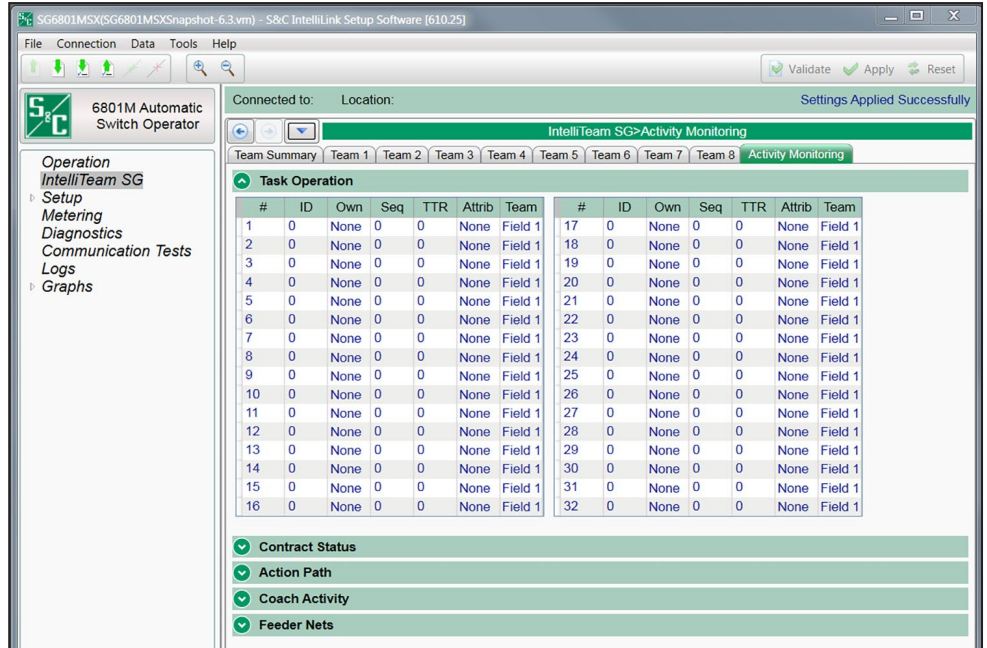 SG6801MSX(SG6801MSXSnapshot-6.3.vm) - S&C IntelliLink Setup Software [610.25]
File Connection Data Tools Help
Validate Apply Reset
S&C
6801M Automatic
Switch Operator
Operation
IntelliTeam SG
Setup
Metering
Diagnostics
Communication Tests
Logs
Graphs
Connected to: Location: Settings Applied Successfully
IntelliTeam SG>Activity Monitoring
Team Summary Team 1 Team 2 Team 3 Team 4 Team 5 Team 6 Team 7 Team 8 Activity Monitoring
Task Operation
# ID Own Seq TTR Attrib Team # ID Own Seq TTR Attrib Team
1 0 None 0 0 None Field 1 17 0 None 0 0 None Field 1
2 0 None 0 0 None Field 1 18 0 None 0 0 None Field 1
3 0 None 0 0 None Field 1 19 0 None 0 0 None Field 1
4 0 None 0 0 None Field 1 20 0 None 0 0 None Field 1
5 0 None 0 0 None Field 1 21 0 None 0 0 None Field 1
6 0 None 0 0 None Field 1 22 0 None 0 0 None Field 1
7 0 None 0 0 None Field 1 23 0 None 0 0 None Field 1
8 0 None 0 0 None Field 1 24 0 None 0 0 None Field 1
9 0 None 0 0 None Field 1 25 0 None 0 0 None Field 1
10 0 None 0 0 None Field 1 26 0 None 0 0 None Field 1
11 0 None 0 0 None Field 1 27 0 None 0 0 None Field 1
12 0 None 0 0 None Field 1 28 0 None 0 0 None Field 1
13 0 None 0 0 None Field 1 29 0 None 0 0 None Field 1
14 0 None 0 0 None Field 1 30 0 None 0 0 None Field 1
15 0 None 0 0 None Field 1 31 0 None 0 0 None Field 1
16 0 None 0 0 None Field 1 32 0 None 0 0 None Field 1
Contract Status
Action Path
Coach Activity
Feeder Nets